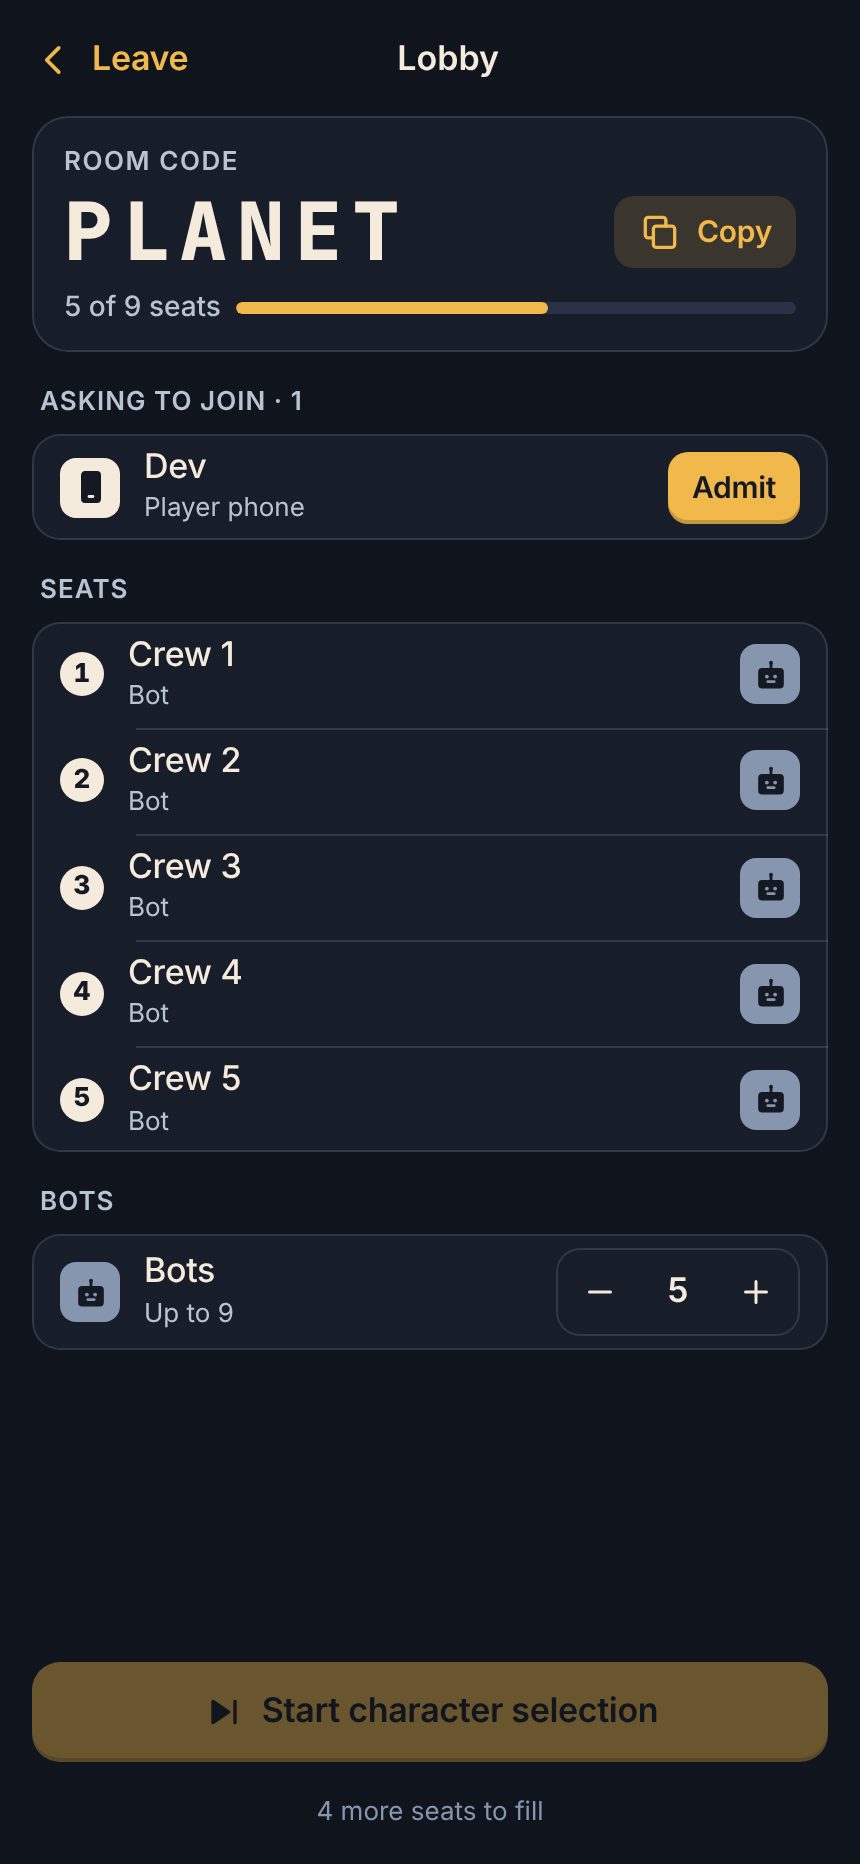 Leave
Lobby
ROOM CODE
PLANET
Copy
5 of 9 seats
ASKING TO JOIN · 1
Dev
Player phone
Admit
SEATS
1
Crew 1
Bot
2
Crew 2
Bot
3
Crew 3
Bot
4
Crew 4
Bot
5
Crew 5
Bot
BOTS
Bots
Up to 9
− 5 +
Start character selection
4 more seats to fill